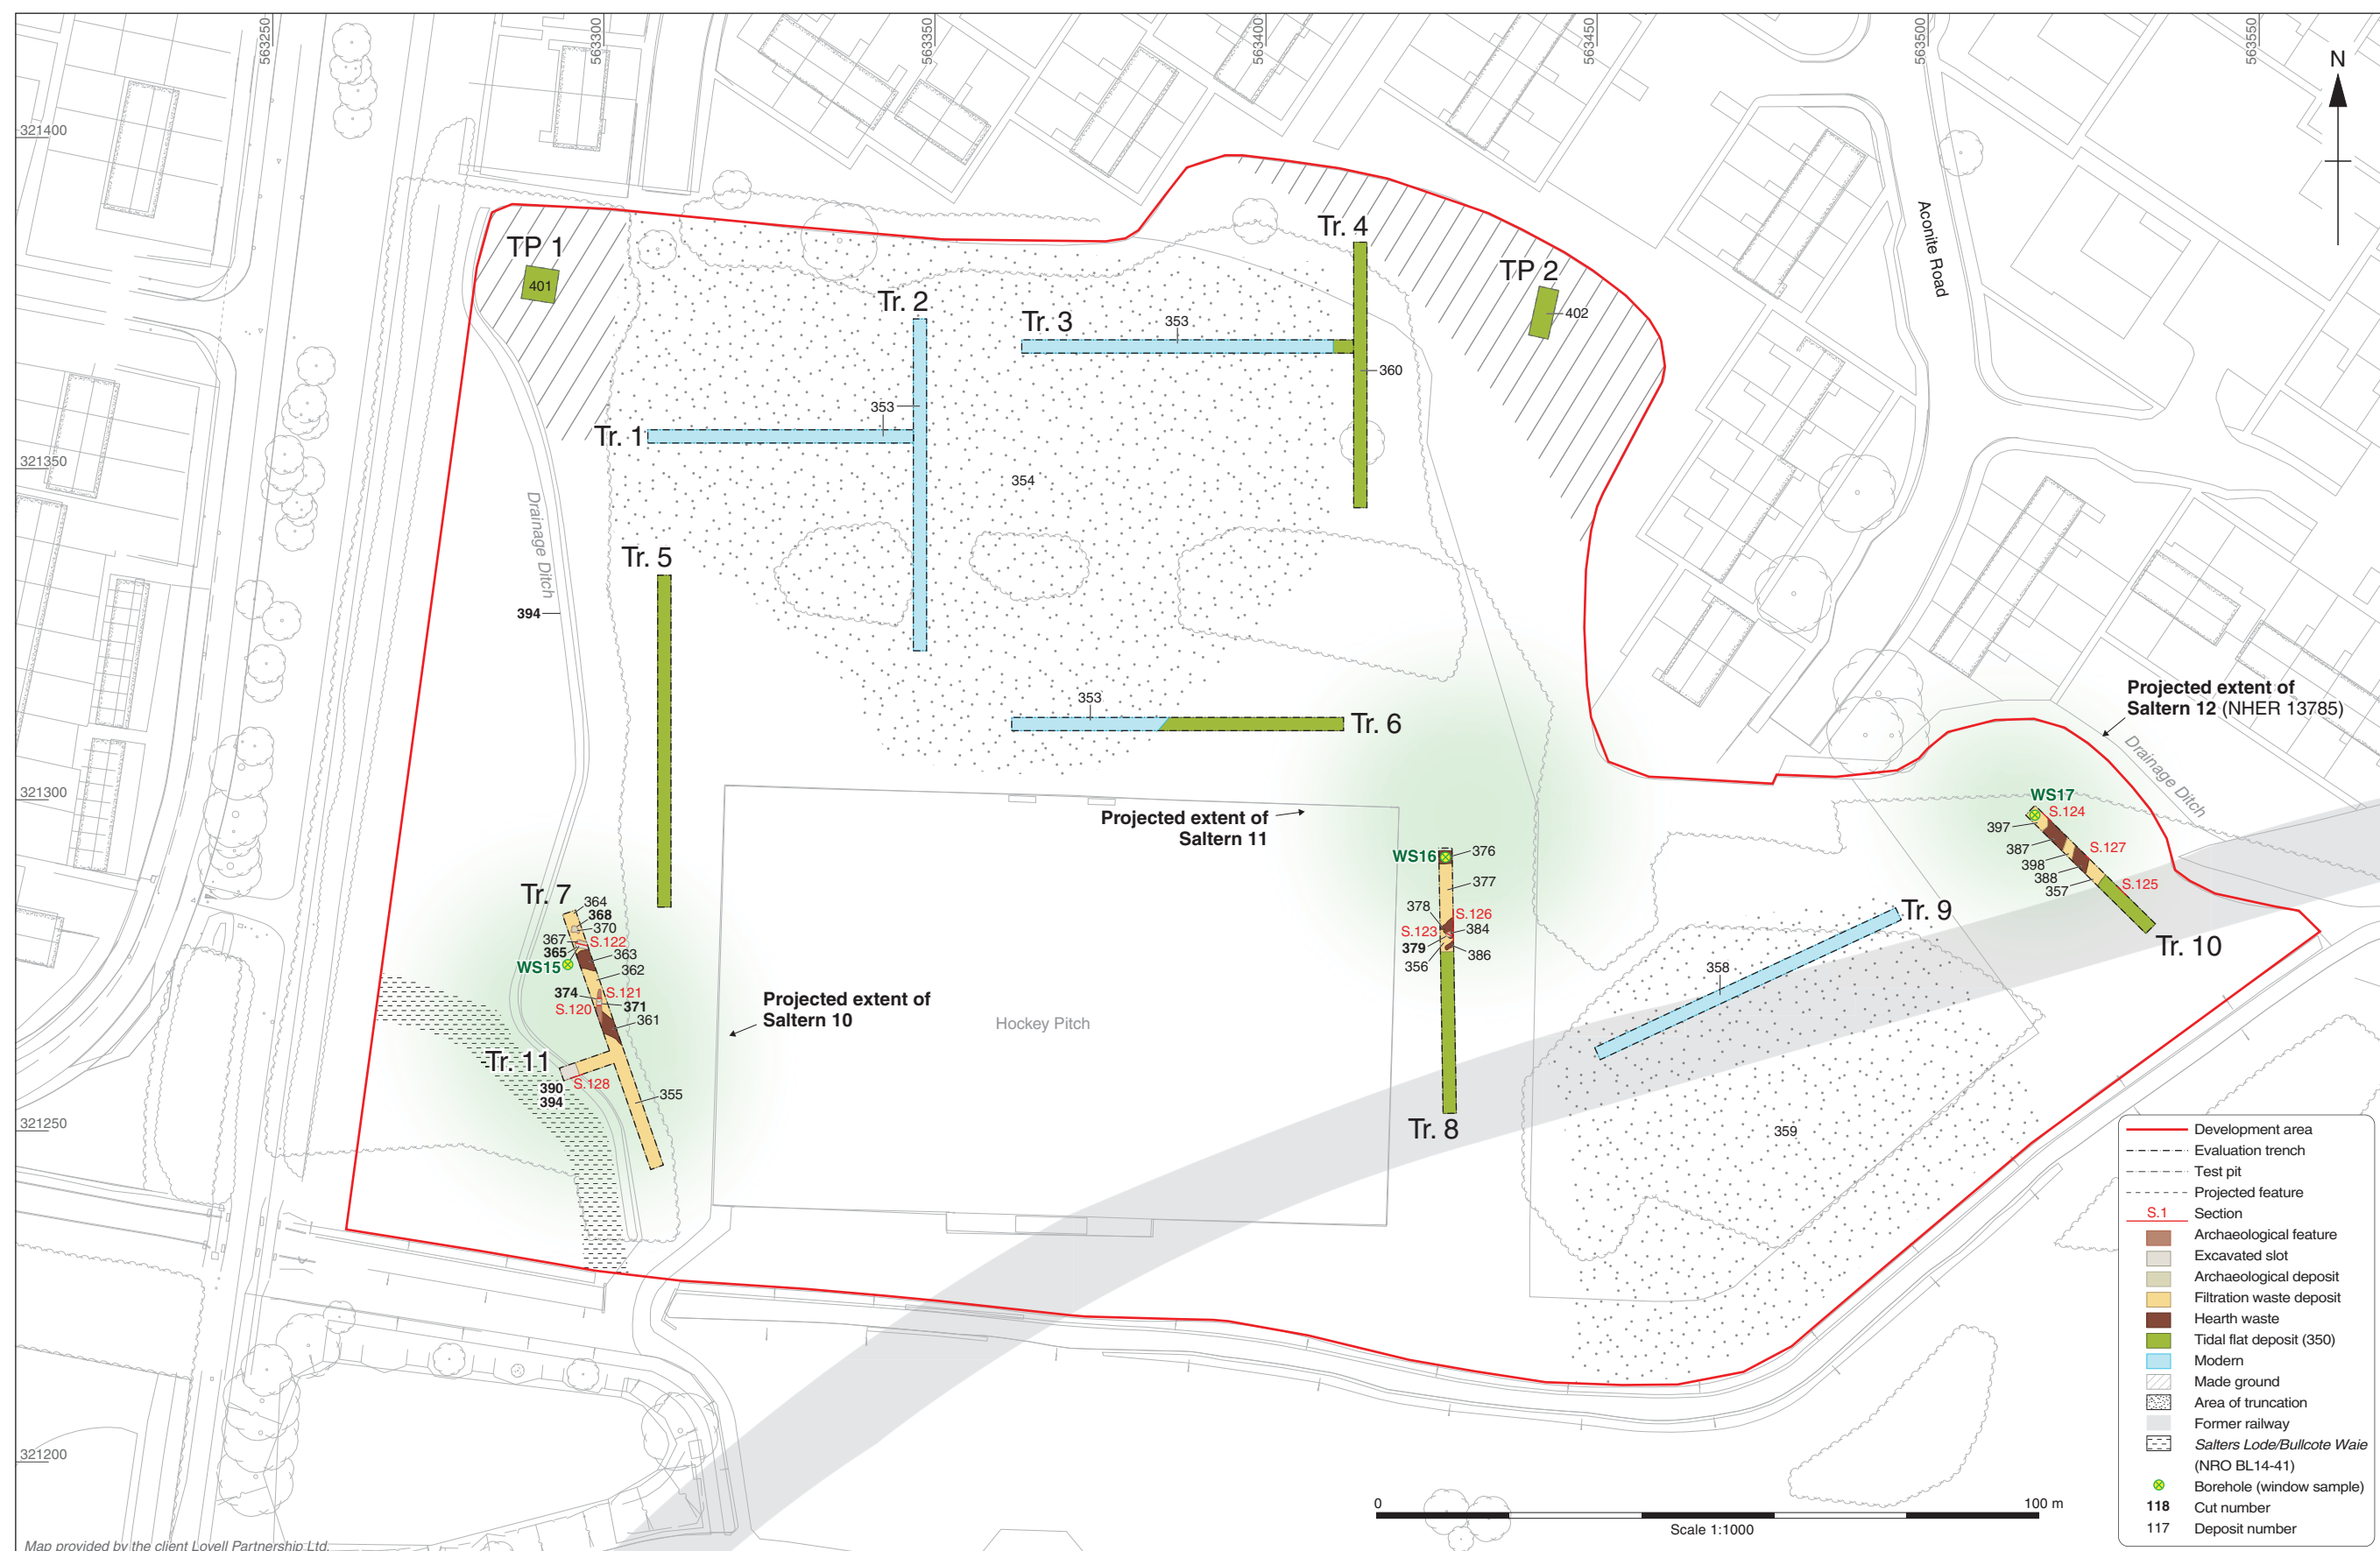 563250
563300
563350
563400
563450
563500
563550
N
321400
321350
321300
321250
321200
Aconite Road
TP 1
401
Tr. 4
TP 2
402
Tr. 2
Tr. 3
353
360
353
Tr. 1
354
Drainage Ditch
394
Tr. 5
353
Tr. 6
Projected extent of
Saltern 12 (NHER 13785)
Drainage Ditch
Projected extent of
Saltern 11
WS17
S.124
397
387
S.127
398
388
357
S.125
Tr. 10
WS16
376
377
378
S.126
S.123
384
379
386
356
Tr. 9
358
Tr. 7
364
368
370
367
S.122
365
363
WS15
362
374
S.121
371
S.120
361
Projected extent of
Saltern 10
Hockey Pitch
Tr. 11
S.128
390
394
355
Tr. 8
359
Development area
Evaluation trench
Test pit
Projected feature
S.1 Section
Archaeological feature
Excavated slot
Archaeological deposit
Filtration waste deposit
Hearth waste
Tidal flat deposit (350)
Modern
Made ground
Area of truncation
Former railway
Salters Lode/Bullcote Waie
(NRO BL14-41)
Borehole (window sample)
118 Cut number
117 Deposit number
0 100 m
Scale 1:1000
Map provided by the client Lovell Partnership Ltd.